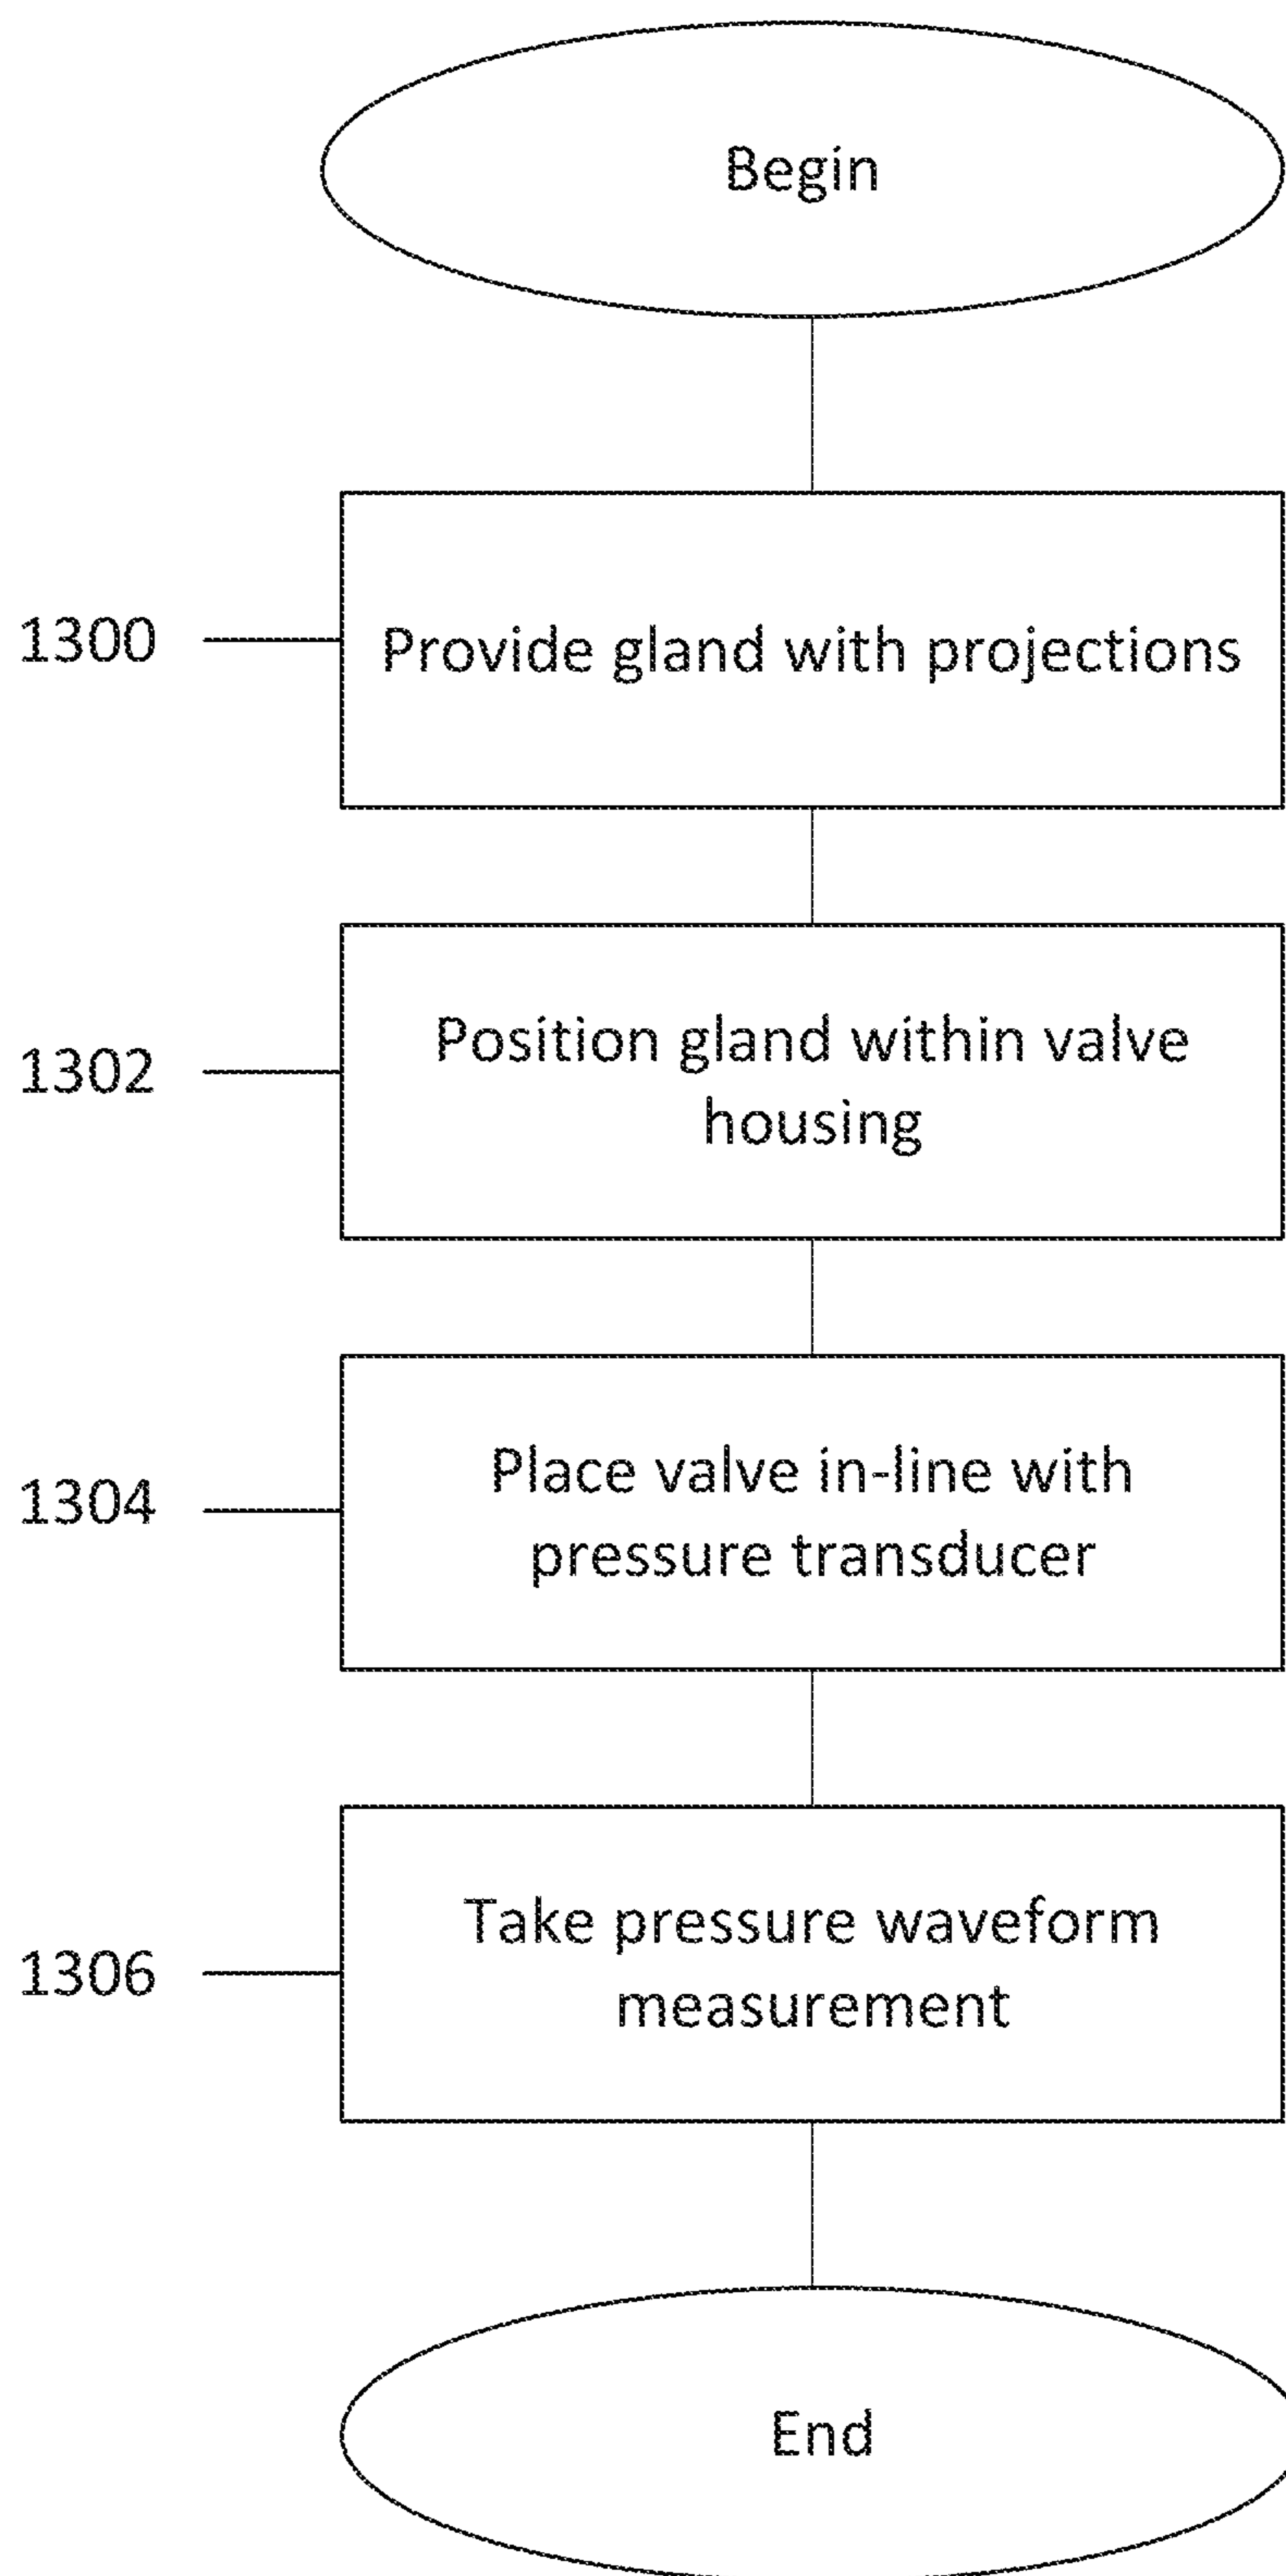 Begin
1300
Provide gland with projections
1302
Position gland within valve
housing
1304
Place valve in-line with
pressure transducer
1306
Take pressure waveform
measurement
End